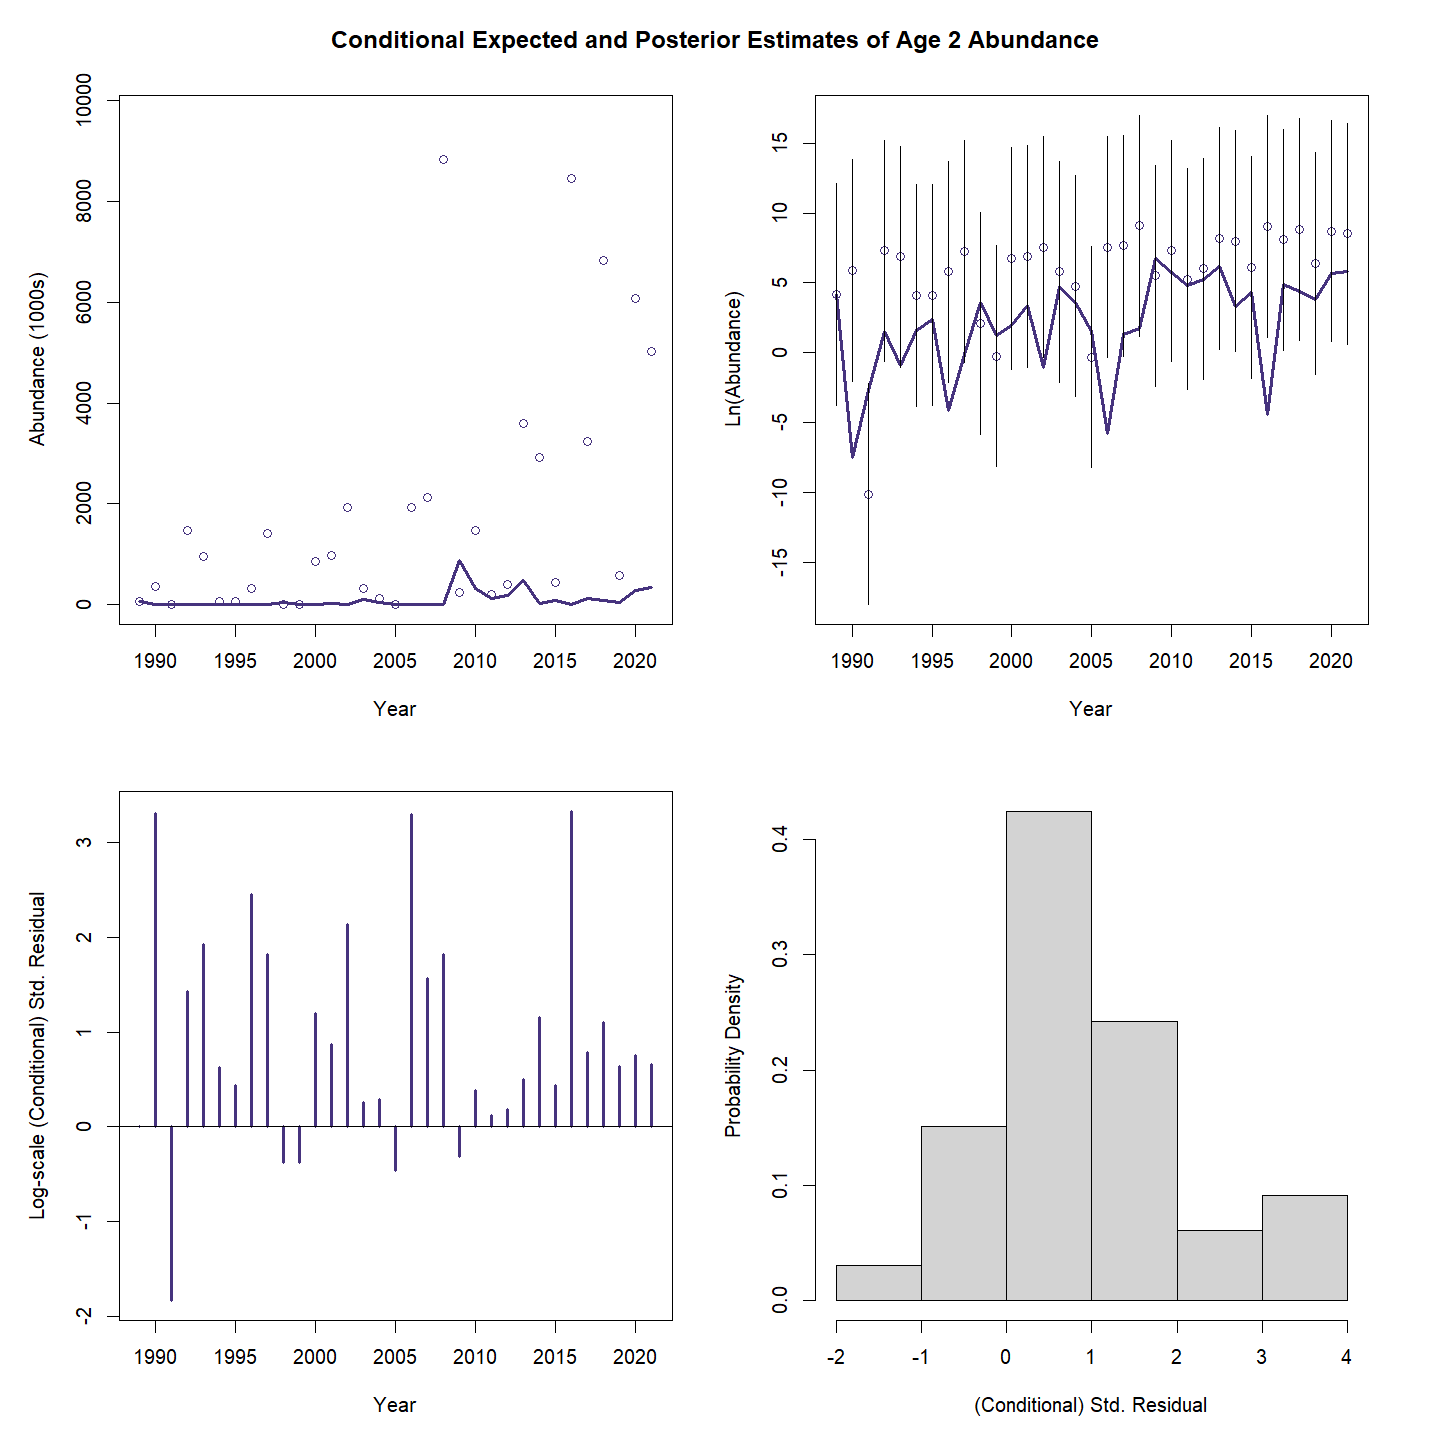 Conditional Expected and Posterior Estimates of Age 2 Abundance
Abundance (1000s)
0 2000 4000 6000 8000 10000
1990 1995 2000 2005 2010 2015 2020
Year
Ln(Abundance)
-15 -10 -5 0 5 10 15
1990 1995 2000 2005 2010 2015 2020
Year
Log-scale (Conditional) Std. Residual
-2 -1 0 1 2 3
1990 1995 2000 2005 2010 2015 2020
Year
Probability Density
0.0 0.1 0.2 0.3 0.4
-2 -1 0 1 2 3 4
(Conditional) Std. Residual